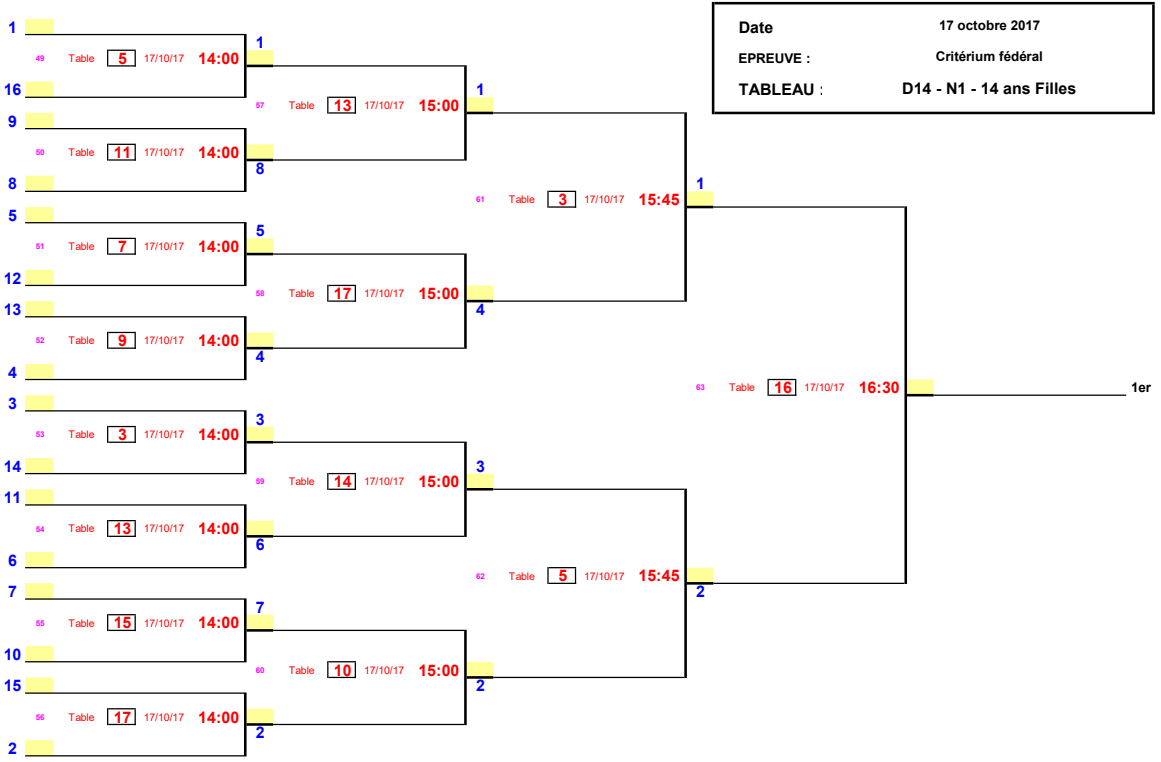 Date 17 octobre 2017
EPREUVE : Critérium fédéral
TABLEAU : D14 - N1 - 14 ans Filles
1
49 Table 5 17/10/17 14:00
16
1
57 Table 13 17/10/17 15:00
9
50 Table 11 17/10/17 14:00
8
8
1
61 Table 3 17/10/17 15:45
5
51 Table 7 17/10/17 14:00
12
5
58 Table 17 17/10/17 15:00
13
52 Table 9 17/10/17 14:00
4
4
4
1
63 Table 16 17/10/17 16:30
1er
3
53 Table 3 17/10/17 14:00
14
3
59 Table 14 17/10/17 15:00
11
54 Table 13 17/10/17 14:00
6
6
3
62 Table 5 17/10/17 15:45
2
7
55 Table 15 17/10/17 14:00
10
7
60 Table 10 17/10/17 15:00
2
15
56 Table 17 17/10/17 14:00
2
2